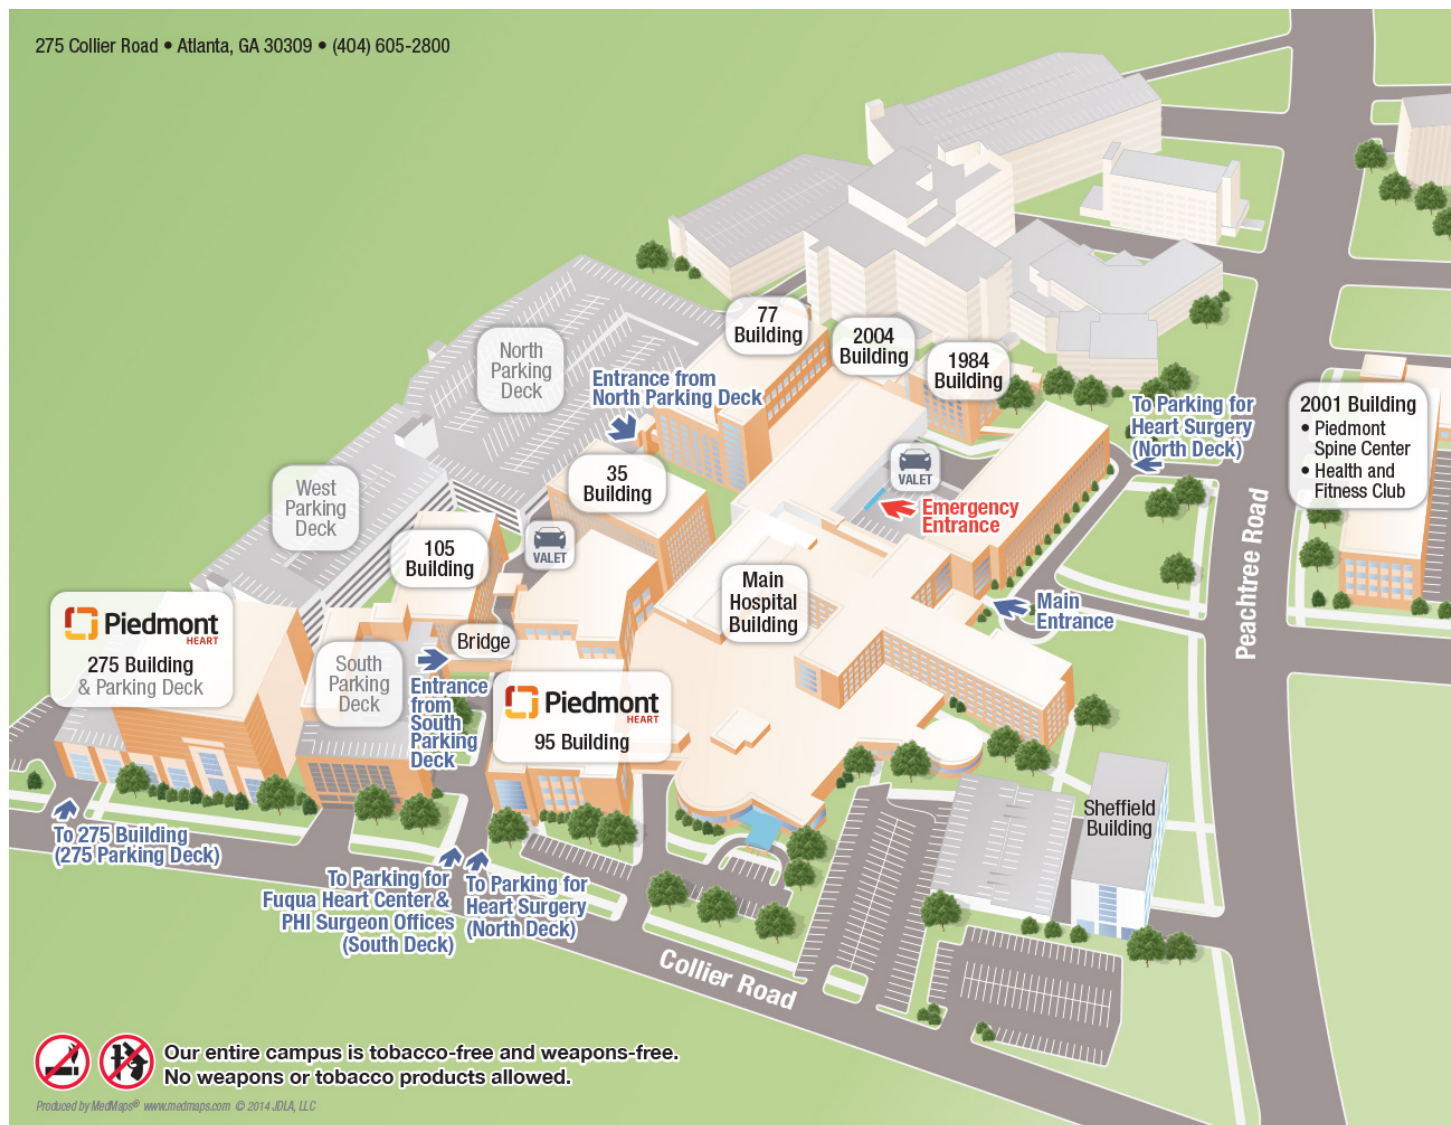 275 Collier Road • Atlanta, GA 30309 • (404) 605-2800
77
Building
2004
Building
1984
Building
North
Parking
Deck
Entrance from
North Parking Deck
To Parking for
Heart Surgery
(North Deck)
2001 Building
• Piedmont
Spine Center
• Health and
Fitness Club
VALET
35
Building
West
Parking
Deck
Emergency
Entrance
Peachtree Road
VALET
105
Building
Main
Hospital
Building
Main
Entrance
Piedmont
HEART
275 Building
& Parking Deck
Bridge
South
Parking
Deck
Entrance
from
South
Parking
Deck
Piedmont
HEART
95 Building
Sheffield
Building
To 275 Building
(275 Parking Deck)
To Parking for
Fuqua Heart Center &
PHI Surgeon Offices
(South Deck)
To Parking for
Heart Surgery
(North Deck)
Collier Road
Our entire campus is tobacco-free and weapons-free.
No weapons or tobacco products allowed.
Produced by MedMaps® www.medmaps.com © 2014 JDLA, LLC